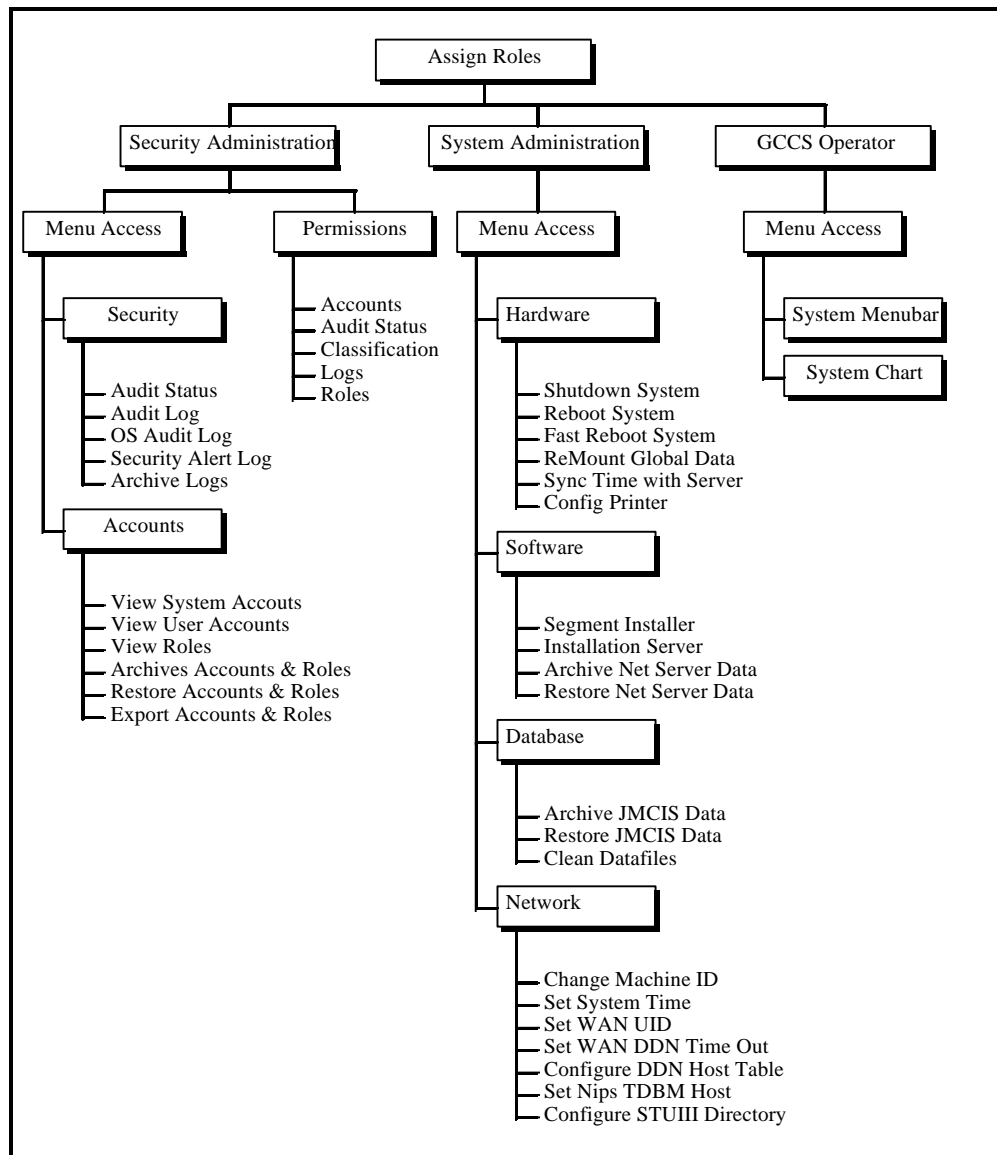 Assign Roles
Security Administration
System Administration
GCCS Operator
Menu Access
Permissions
Menu Access
Menu Access
Security
Audit Status
Audit Log
OS Audit Log
Security Alert Log
Archive Logs
Accounts
View System Accouts
View User Accounts
View Roles
Archives Accounts & Roles
Restore Accounts & Roles
Export Accounts & Roles
Accounts
Audit Status
Classification
Logs
Roles
Hardware
Shutdown System
Reboot System
Fast Reboot System
ReMount Global Data
Sync Time with Server
Config Printer
Software
Segment Installer
Installation Server
Archive Net Server Data
Restore Net Server Data
Database
Archive JMCIS Data
Restore JMCIS Data
Clean Datafiles
Network
Change Machine ID
Set System Time
Set WAN UID
Set WAN DDN Time Out
Configure DDN Host Table
Set Nips TDBM Host
Configure STUIII Directory
System Menubar
System Chart